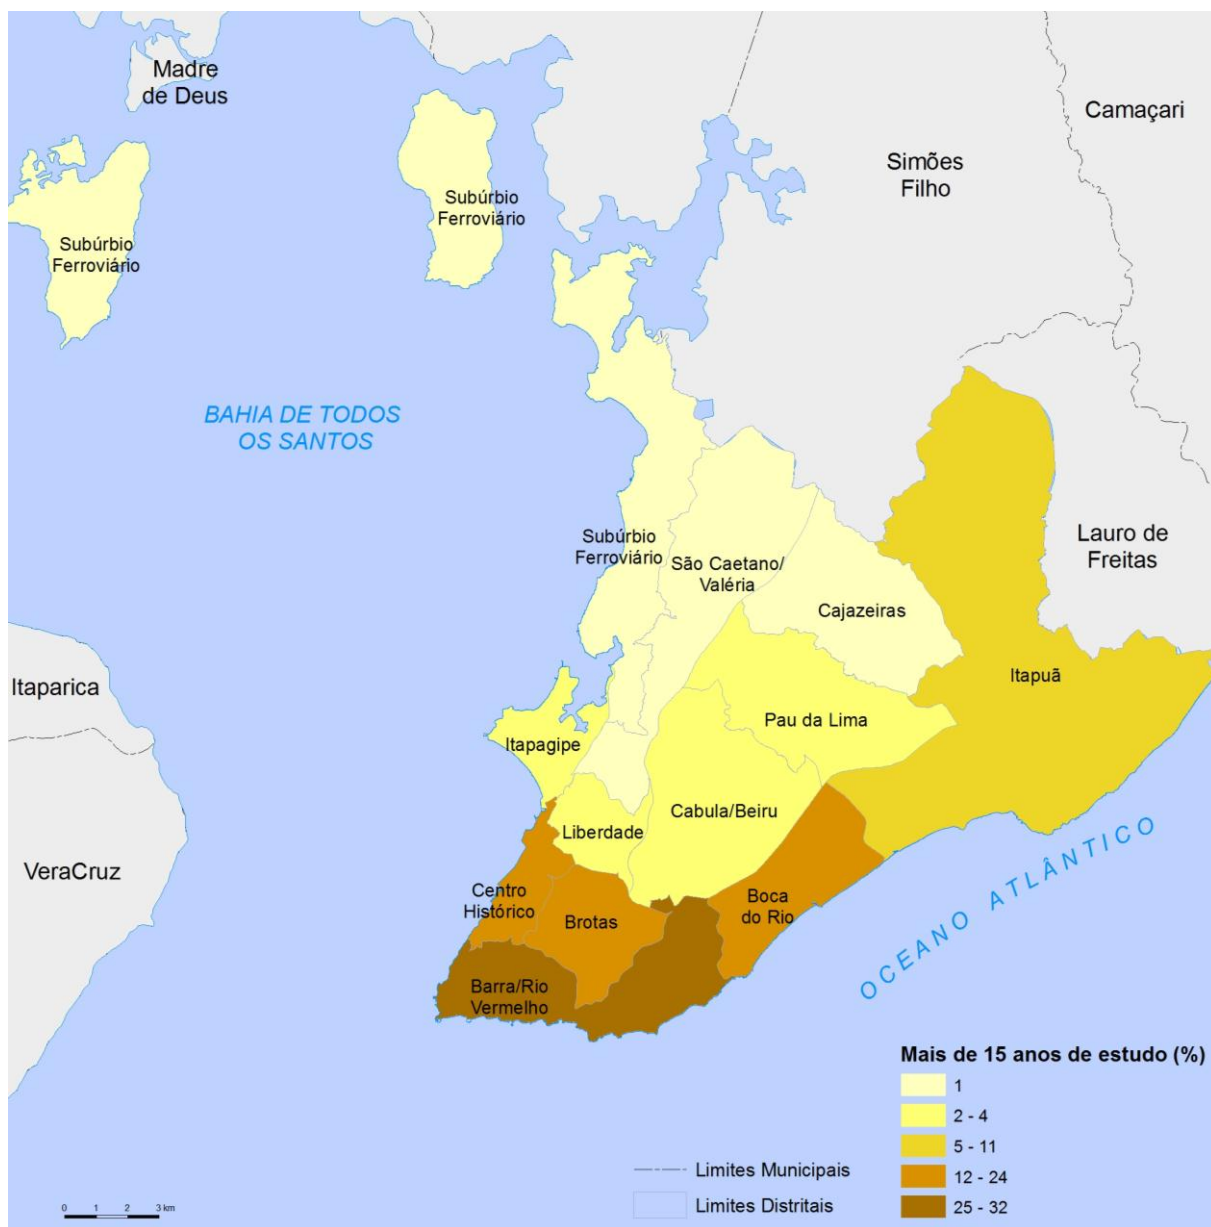 Madre
de Deus
Camaçari
Simões
Filho
Subúrbio
Ferroviário
Subúrbio
Ferroviário
BAHIA DE TODOS
OS SANTOS
Subúrbio
Ferroviário
São Caetano/
Valéria
Lauro de
Freitas
Cajazeiras
Itaparica
Itapuã
Pau da Lima
Itapagipe
Cabula/Beiru
Liberdade
VeraCruz
Centro
Histórico
Brotas
Boca
do Rio
OCEANO ATLÂNTICO
Barra/Rio
Vermelho
Mais de 15 anos de estudo (%)
1
2 - 4
5 - 11
12 - 24
25 - 32
Limites Municipais
Limites Distritais
0 1 2 3 km